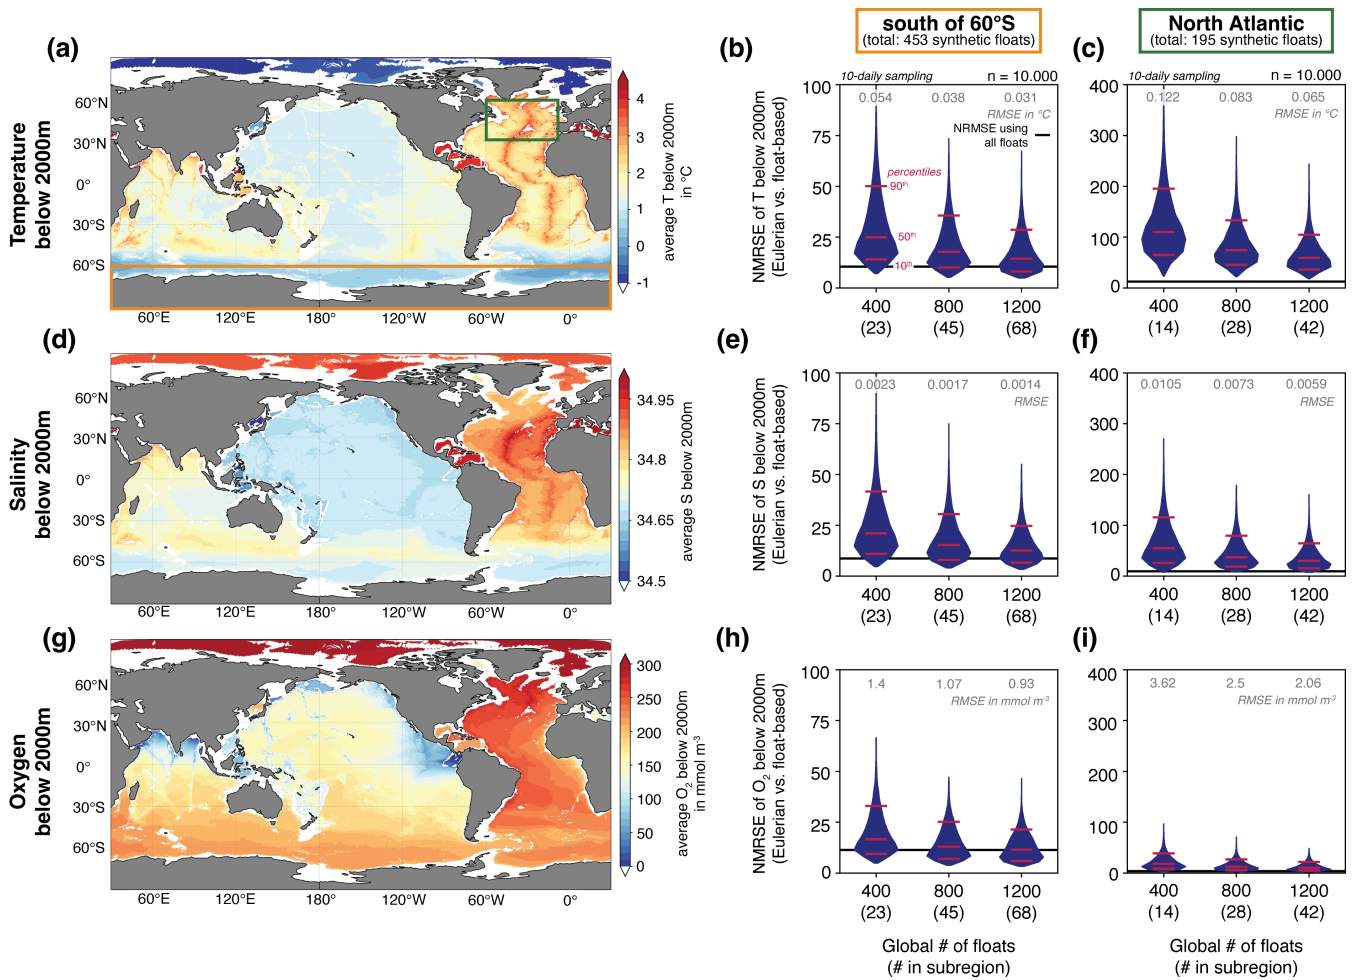 south of 60°S
(total: 453 synthetic floats)
North Atlantic
(total: 195 synthetic floats)
(a)
Temperature
below 2000m
60°N
30°N
0°
30°S
60°S
60°E
120°E
180°
120°W
60°W
0°
4
3
2
1
0
-1
average T below 2000m
in °C
(b)
10-daily sampling
n = 10.000
NMRSE of T below 2000m
(Eulerian vs. float-based)
100
75
50
25
0
0.054
0.038
0.031
RMSE in °C
NRMSE using
all floats
percentiles
90th
50th
10th
400
800
1200
(23)
(45)
(68)
(c)
10-daily sampling
n = 10.000
400
300
200
100
0
0.122
0.083
0.065
RMSE in °C
400
800
1200
(14)
(28)
(42)
(d)
Salinity
below 2000m
60°N
30°N
0°
30°S
60°S
60°E
120°E
180°
120°W
60°W
0°
34.95
34.8
34.65
34.5
average S below 2000m
(e)
NMRSE of S below 2000m
(Eulerian vs. float-based)
100
75
50
25
0
0.0023
0.0017
0.0014
RMSE
400
800
1200
(23)
(45)
(68)
(f)
400
300
200
100
0
0.0105
0.0073
0.0059
RMSE
400
800
1200
(14)
(28)
(42)
(g)
Oxygen
below 2000m
60°N
30°N
0°
30°S
60°S
60°E
120°E
180°
120°W
60°W
0°
300
250
200
150
100
50
0
average O₂ below 2000m
in mmol m⁻³
(h)
NMRSE of O₂ below 2000m
(Eulerian vs. float-based)
100
75
50
25
0
1.4
1.07
0.93
RMSE in mmol m⁻³
400
800
1200
(23)
(45)
(68)
Global # of floats
(# in subregion)
(i)
400
300
200
100
0
3.62
2.5
2.06
RMSE in mmol m⁻³
400
800
1200
(14)
(28)
(42)
Global # of floats
(# in subregion)